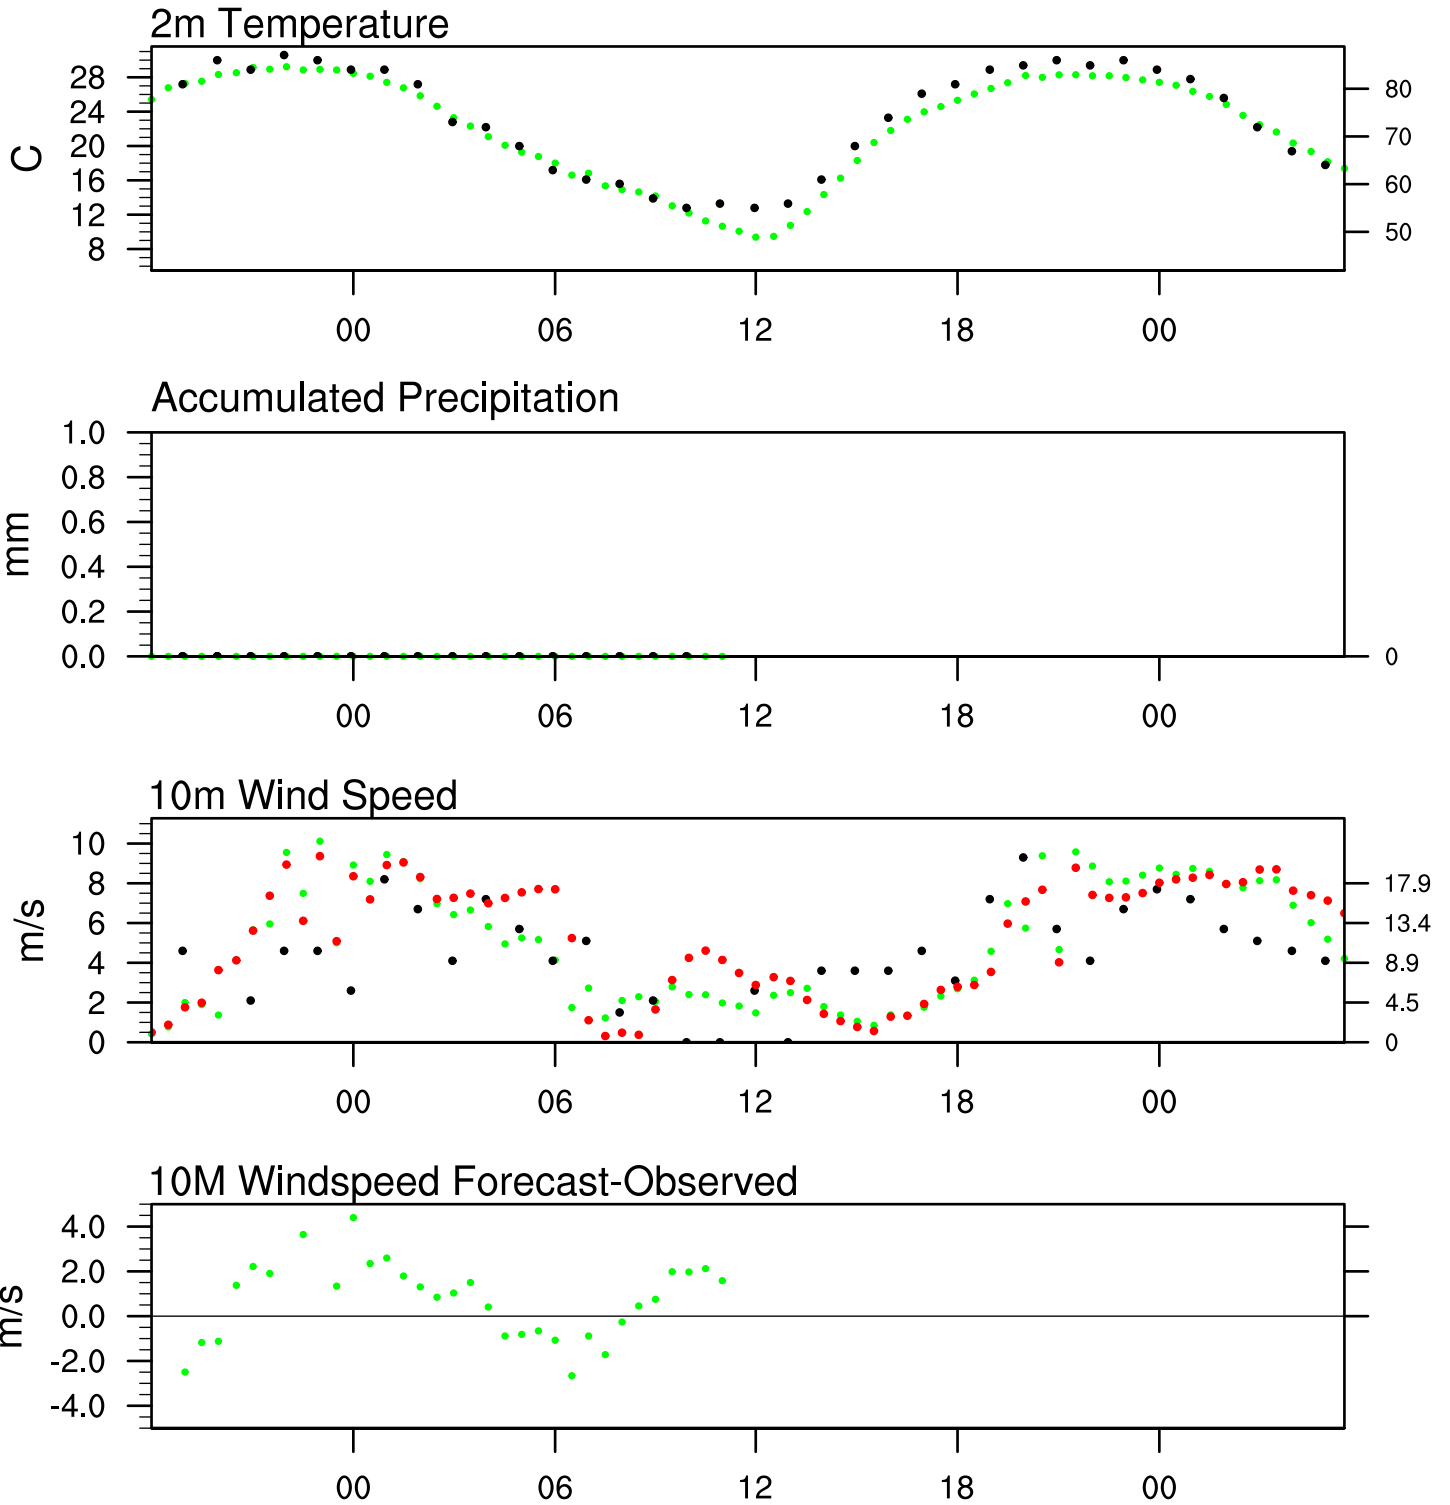 2m Temperature
C
28
24
20
16
12
8
80
70
60
50
00 06 12 18 00
Accumulated Precipitation
mm
1.0
0.8
0.6
0.4
0.2
0.0
0
00 06 12 18 00
10m Wind Speed
m/s
10
8
6
4
2
0
17.9
13.4
8.9
4.5
0
00 06 12 18 00
10M Windspeed Forecast-Observed
m/s
4.0
2.0
0.0
-2.0
-4.0
00 06 12 18 00